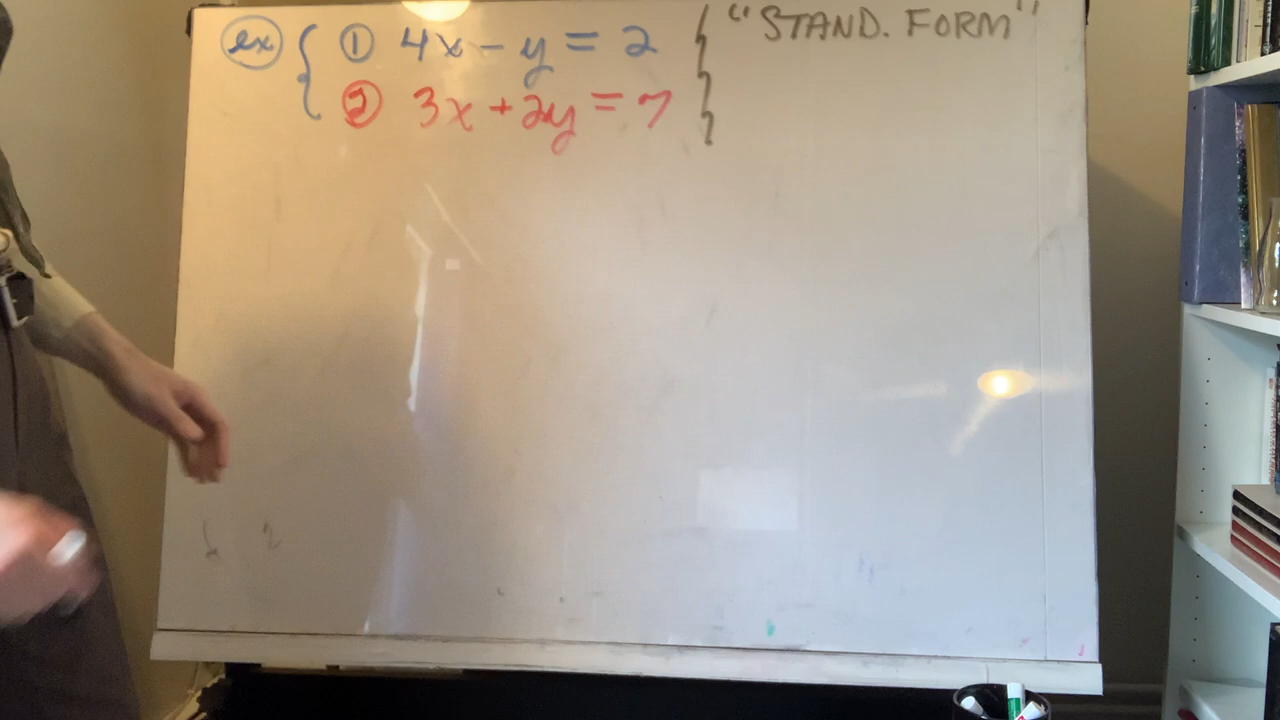 ex { ① 4x - y = 2 "STAND. FORM"
② 3x + 2y = 7